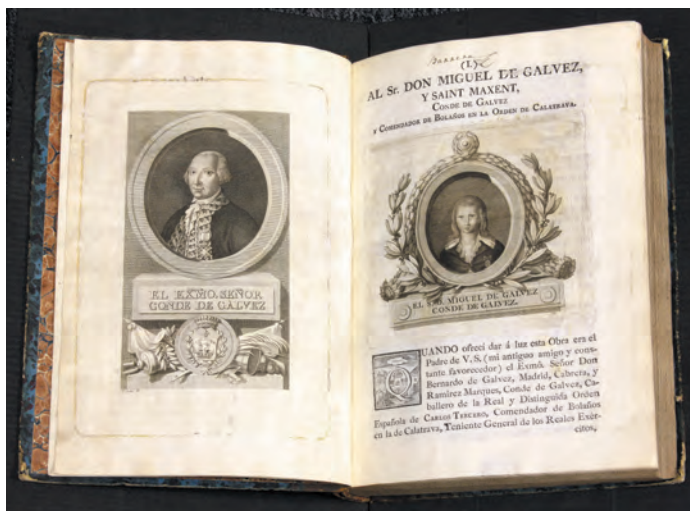 EL EXMO. SEÑOR
CONDE DE GALVEZ
(I.)
AL Sr. DON MIGUEL DE GALVEZ,
Y SAINT MAXENT,
CONDE DE GALVEZ
Y COMENDADOR DE BOLAÑOS EN LA ORDEN DE CALATRAVA.
EL MIGUEL DE GALVEZ
CONDE DE GALVEZ.
QUANDO ofrecí dar á luz esta Obra era el
Padre de V.S. (mi antiguo amigo y cons-
tante favorecedor) el Exmô. Señor Don
Bernardo de Galvez, Madrid, Cabrera, y
Ramirez Marques, Conde de Galvez, Ca-
ballero de la Real y Distinguida Orden
Española de CARLOS TERCERO, Comendador de Bolaños
en la de Calatrava, Teniente General de los Reales Exér-
citos,